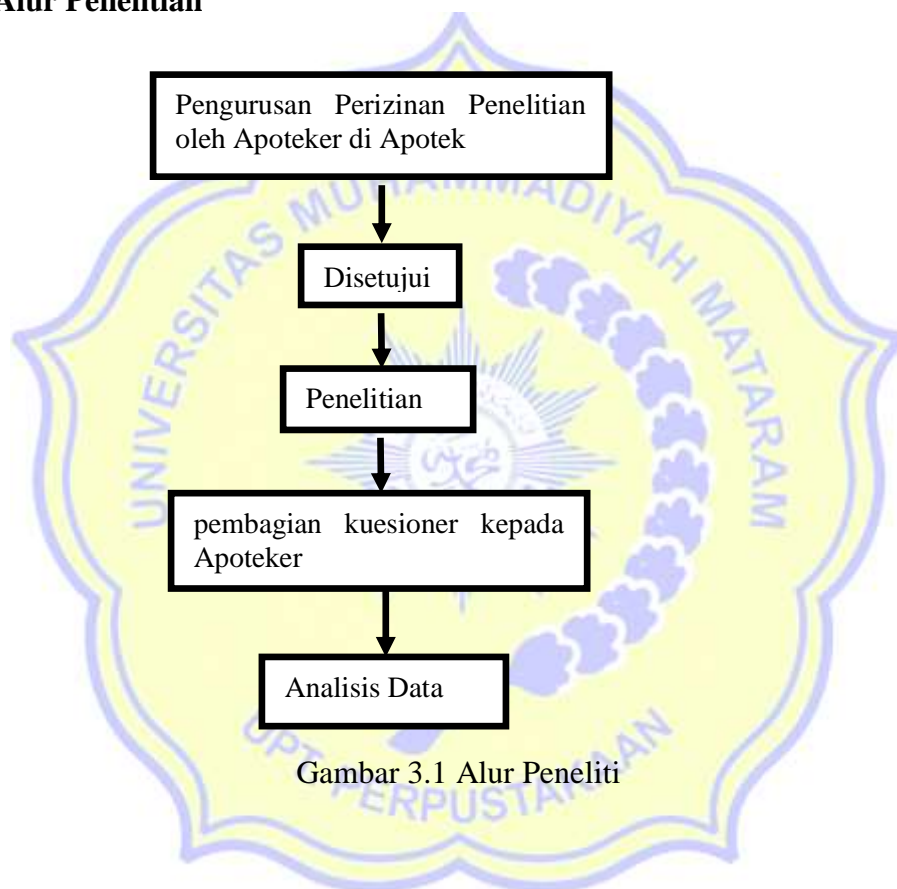 Alur Penelitian
Pengurusan Perizinan Penelitian
oleh Apoteker di Apotek
Disetujui
Penelitian
pembagian kuesioner kepada
Apoteker
Analisis Data
Gambar 3.1 Alur Peneliti
UNIVERSITAS MUHAMMADIYAH MATARAM
UPT. PERPUSTAKAAN